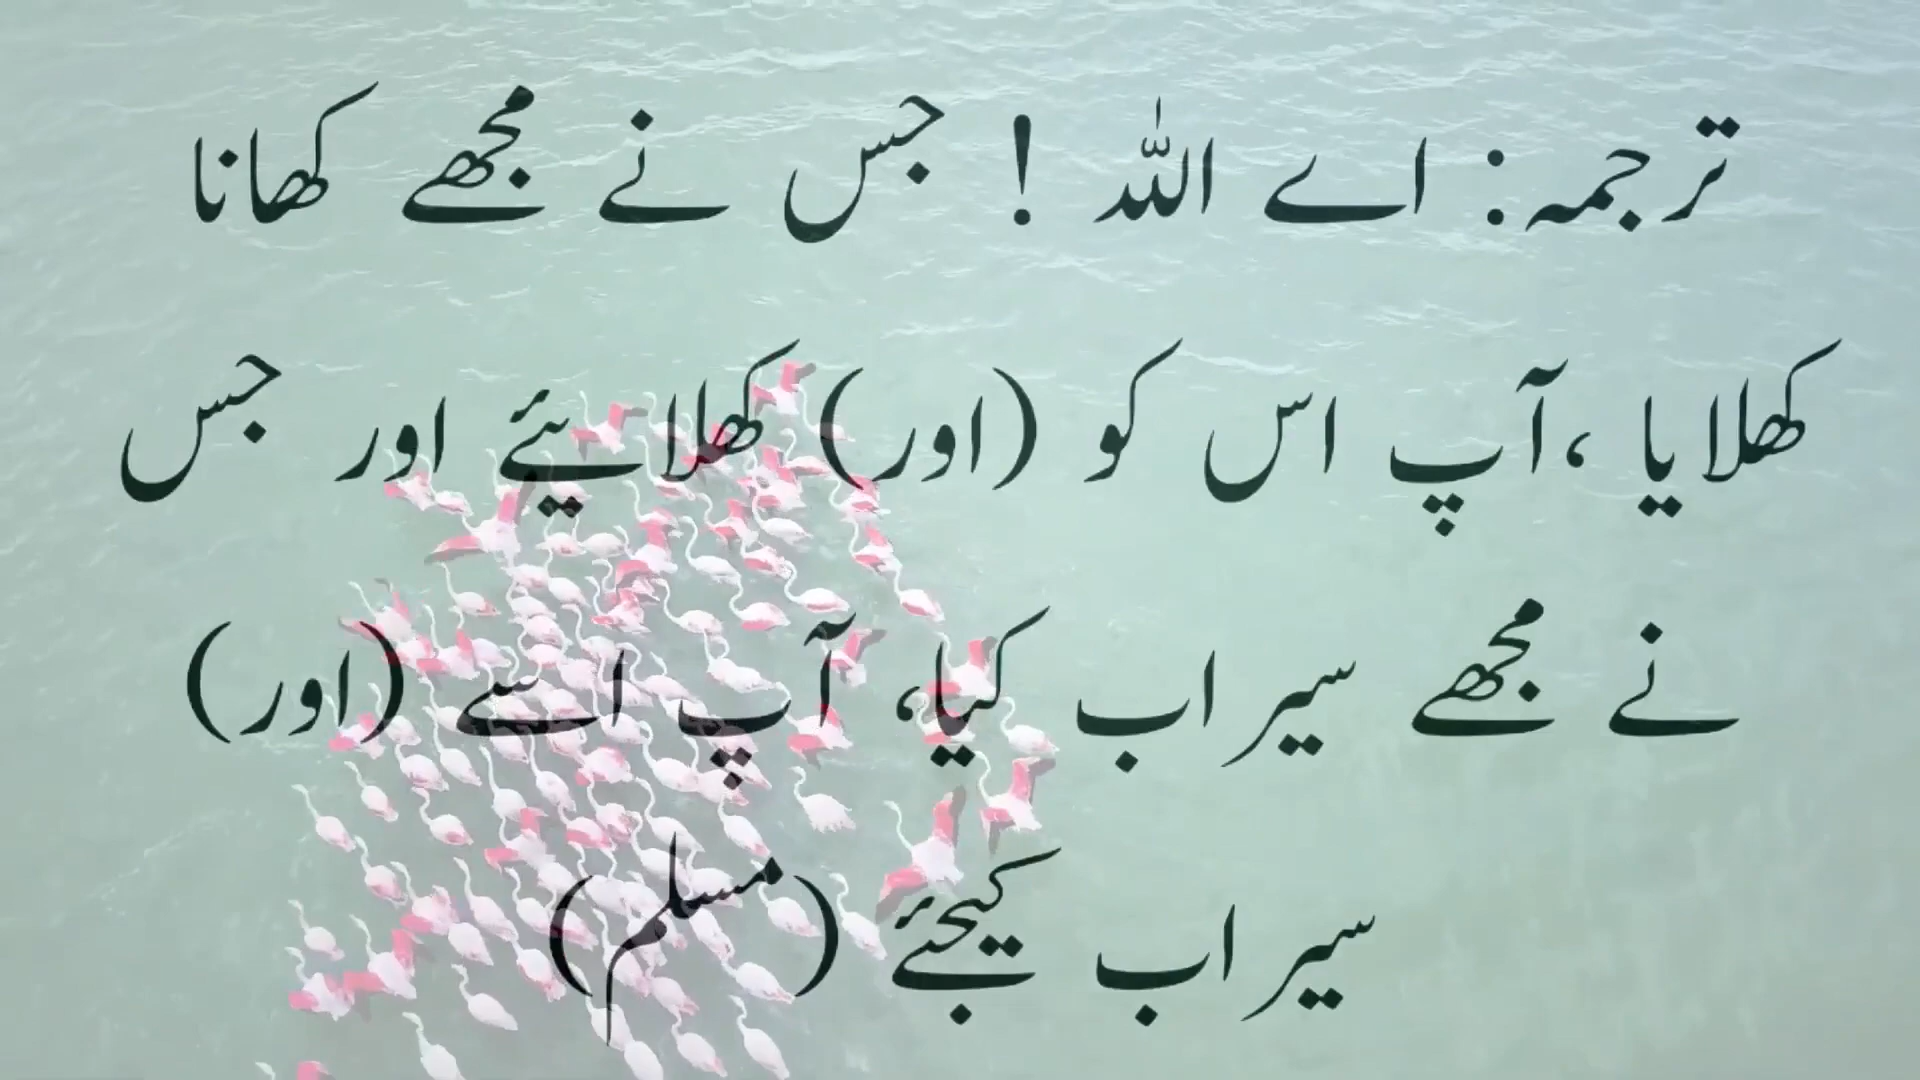 ترجمہ: اے اللہ ! جس نے مجھے کھانا
کھلایا ،آپ اس کو (اور) کھلایئے اور جس
نے مجھے سیراب کیا، آپ اسے (اور)
سیراب کیجئے (مسلم)